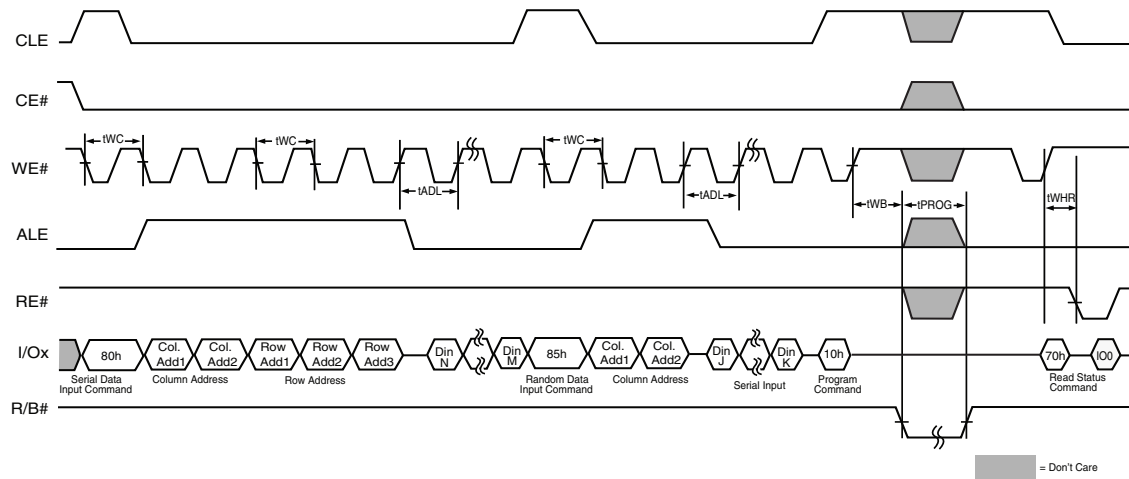 CLE
CE#
tWC
tWC
tWC
WE#
tADL
tADL
tWB
tPROG
tWHR
ALE
RE#
I/Ox
80h
Col. Add1
Col. Add2
Row Add1
Row Add2
Row Add3
Din N
Din M
85h
Col. Add1
Col. Add2
Din J
Din K
10h
70h
IO0
Serial Data
Input Command
Column Address
Row Address
Random Data
Input Command
Column Address
Serial Input
Program
Command
Read Status
Command
R/B#
= Don't Care